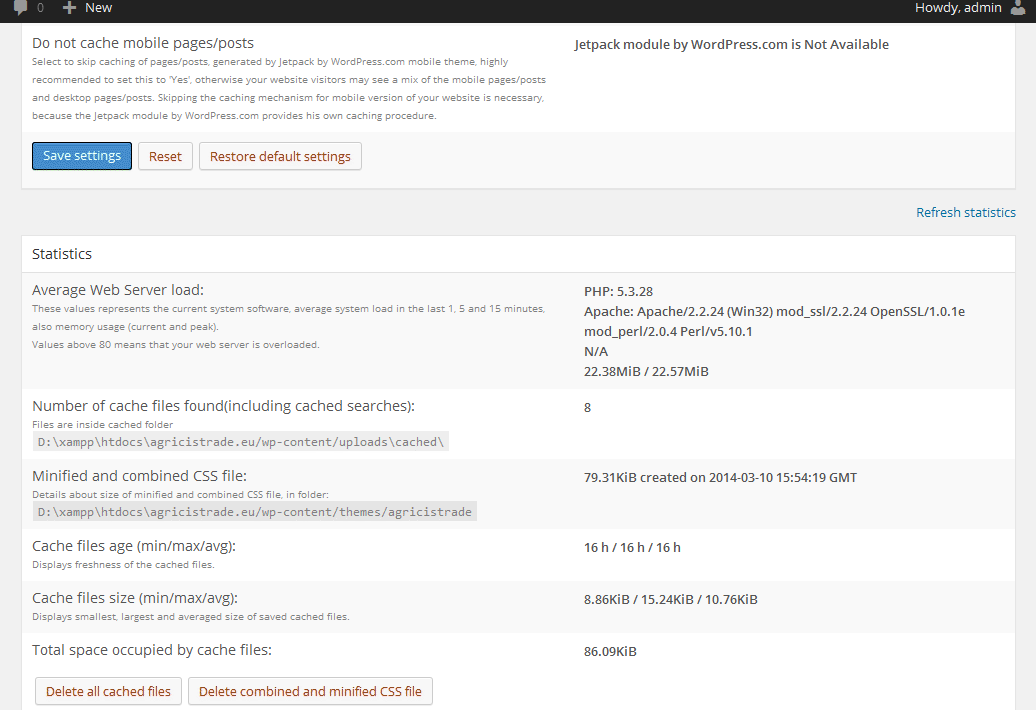 0 New Howdy, admin
Do not cache mobile pages/posts
Jetpack module by WordPress.com is Not Available
Select to skip caching of pages/posts, generated by Jetpack by WordPress.com mobile theme, highly
recommended to set this to 'Yes', otherwise your website visitors may see a mix of the mobile pages/posts
and desktop pages/posts. Skipping the caching mechanism for mobile version of your website is necessary,
because the Jetpack module by WordPress.com provides his own caching procedure.
Save settings Reset Restore default settings
Refresh statistics
Statistics
Average Web Server load:
These values represents the current system software, average system load in the last 1, 5 and 15 minutes,
also memory usage (current and peak).
Values above 80 means that your web server is overloaded.
PHP: 5.3.28
Apache: Apache/2.2.24 (Win32) mod_ssl/2.2.24 OpenSSL/1.0.1e
mod_perl/2.0.4 Perl/v5.10.1
N/A
22.38MiB / 22.57MiB
Number of cache files found(including cached searches):
8
Files are inside cached folder
D:\xampp\htdocs\agricistrade.eu/wp-content/uploads\cached\
Minified and combined CSS file:
79.31KiB created on 2014-03-10 15:54:19 GMT
Details about size of minified and combined CSS file, in folder:
D:\xampp\htdocs\agricistrade.eu/wp-content/themes/agricistrade
Cache files age (min/max/avg):
16 h / 16 h / 16 h
Displays freshness of the cached files.
Cache files size (min/max/avg):
8.86KiB / 15.24KiB / 10.76KiB
Displays smallest, largest and averaged size of saved cached files.
Total space occupied by cache files:
86.09KiB
Delete all cached files Delete combined and minified CSS file